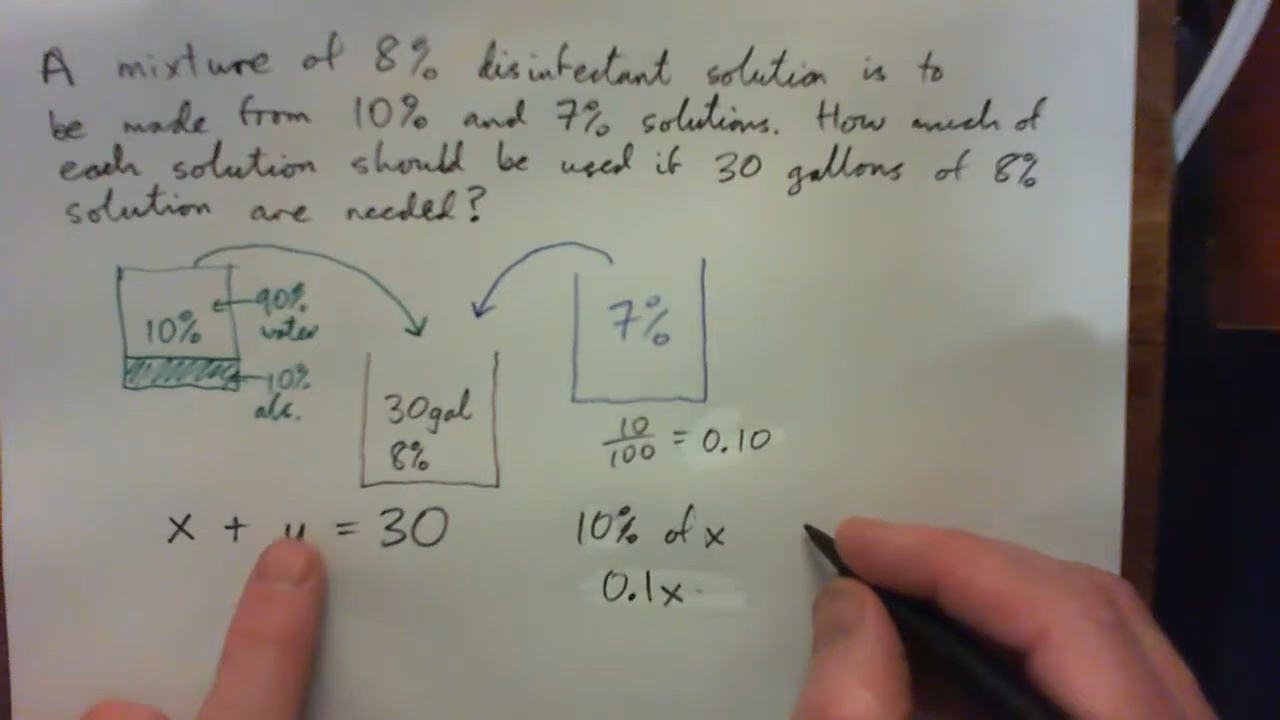 A mixture of 8% disinfectant solution is to
be made from 10% and 7% solutions. How much of
each solution should be used if 30 gallons of 8%
solution are needed?
10%
90%
water
10%
alc.
30gal
8%
7%
10/100 = 0.10
x + y = 30
10% of x
0.1x